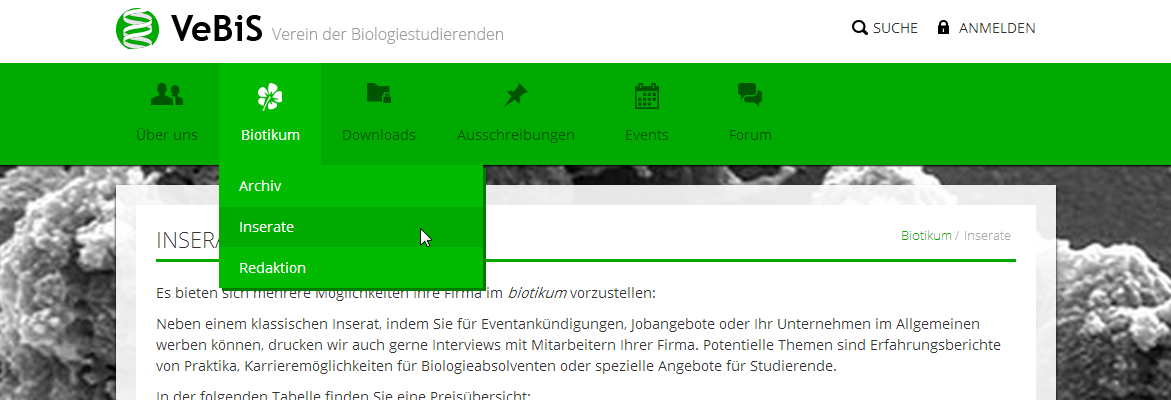 VeBiS Verein der Biologiestudierenden
SUCHE ANMELDEN
Über uns Biotikum Downloads Ausschreibungen Events Forum
Archiv
Inserate
Redaktion
INSERA
Biotikum / Inserate
Es bieten sich mehrere Möglichkeiten Ihre Firma im biotikum vorzustellen:
Neben einem klassischen Inserat, indem Sie für Eventankündigungen, Jobangebote oder Ihr Unternehmen im Allgemeinen
werben können, drucken wir auch gerne Interviews mit Mitarbeitern Ihrer Firma. Potentielle Themen sind Erfahrungsberichte
von Praktika, Karrieremöglichkeiten für Biologieabsolventen oder spezielle Angebote für Studierende.
In der folgenden Tabelle finden Sie eine Preisübersicht: